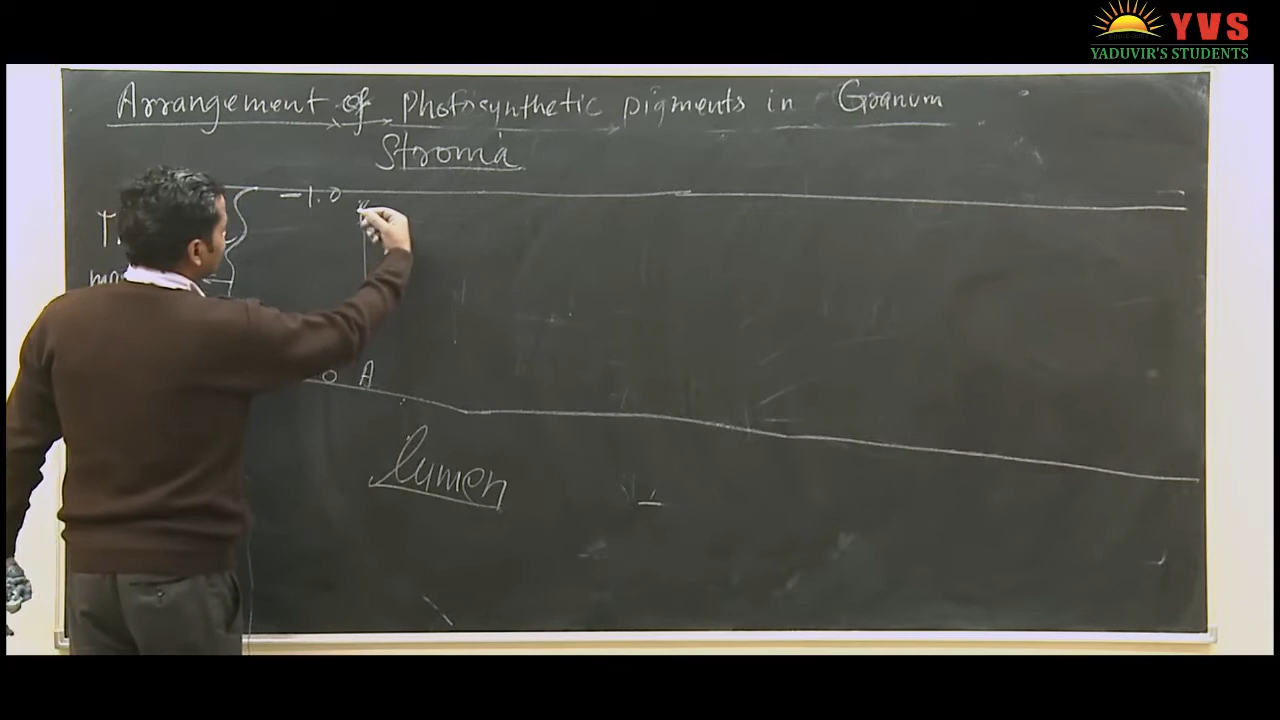 YVS
YADUVIR'S STUDENTS
Arrangement of Photosynthetic pigments in Granum
Stroma
-1.0
A
lumen